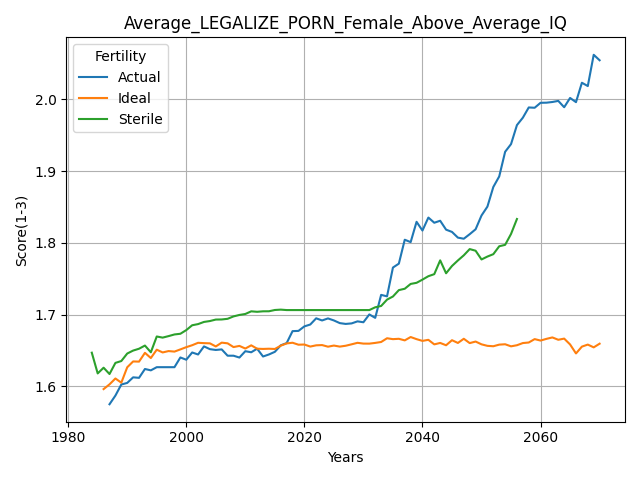 Average_LEGALIZE_PORN_Female_Above_Average_IQ
Fertility
Actual
Ideal
Sterile
Score(1-3)
2.0
1.9
1.8
1.7
1.6
1980 2000 2020 2040 2060
Years